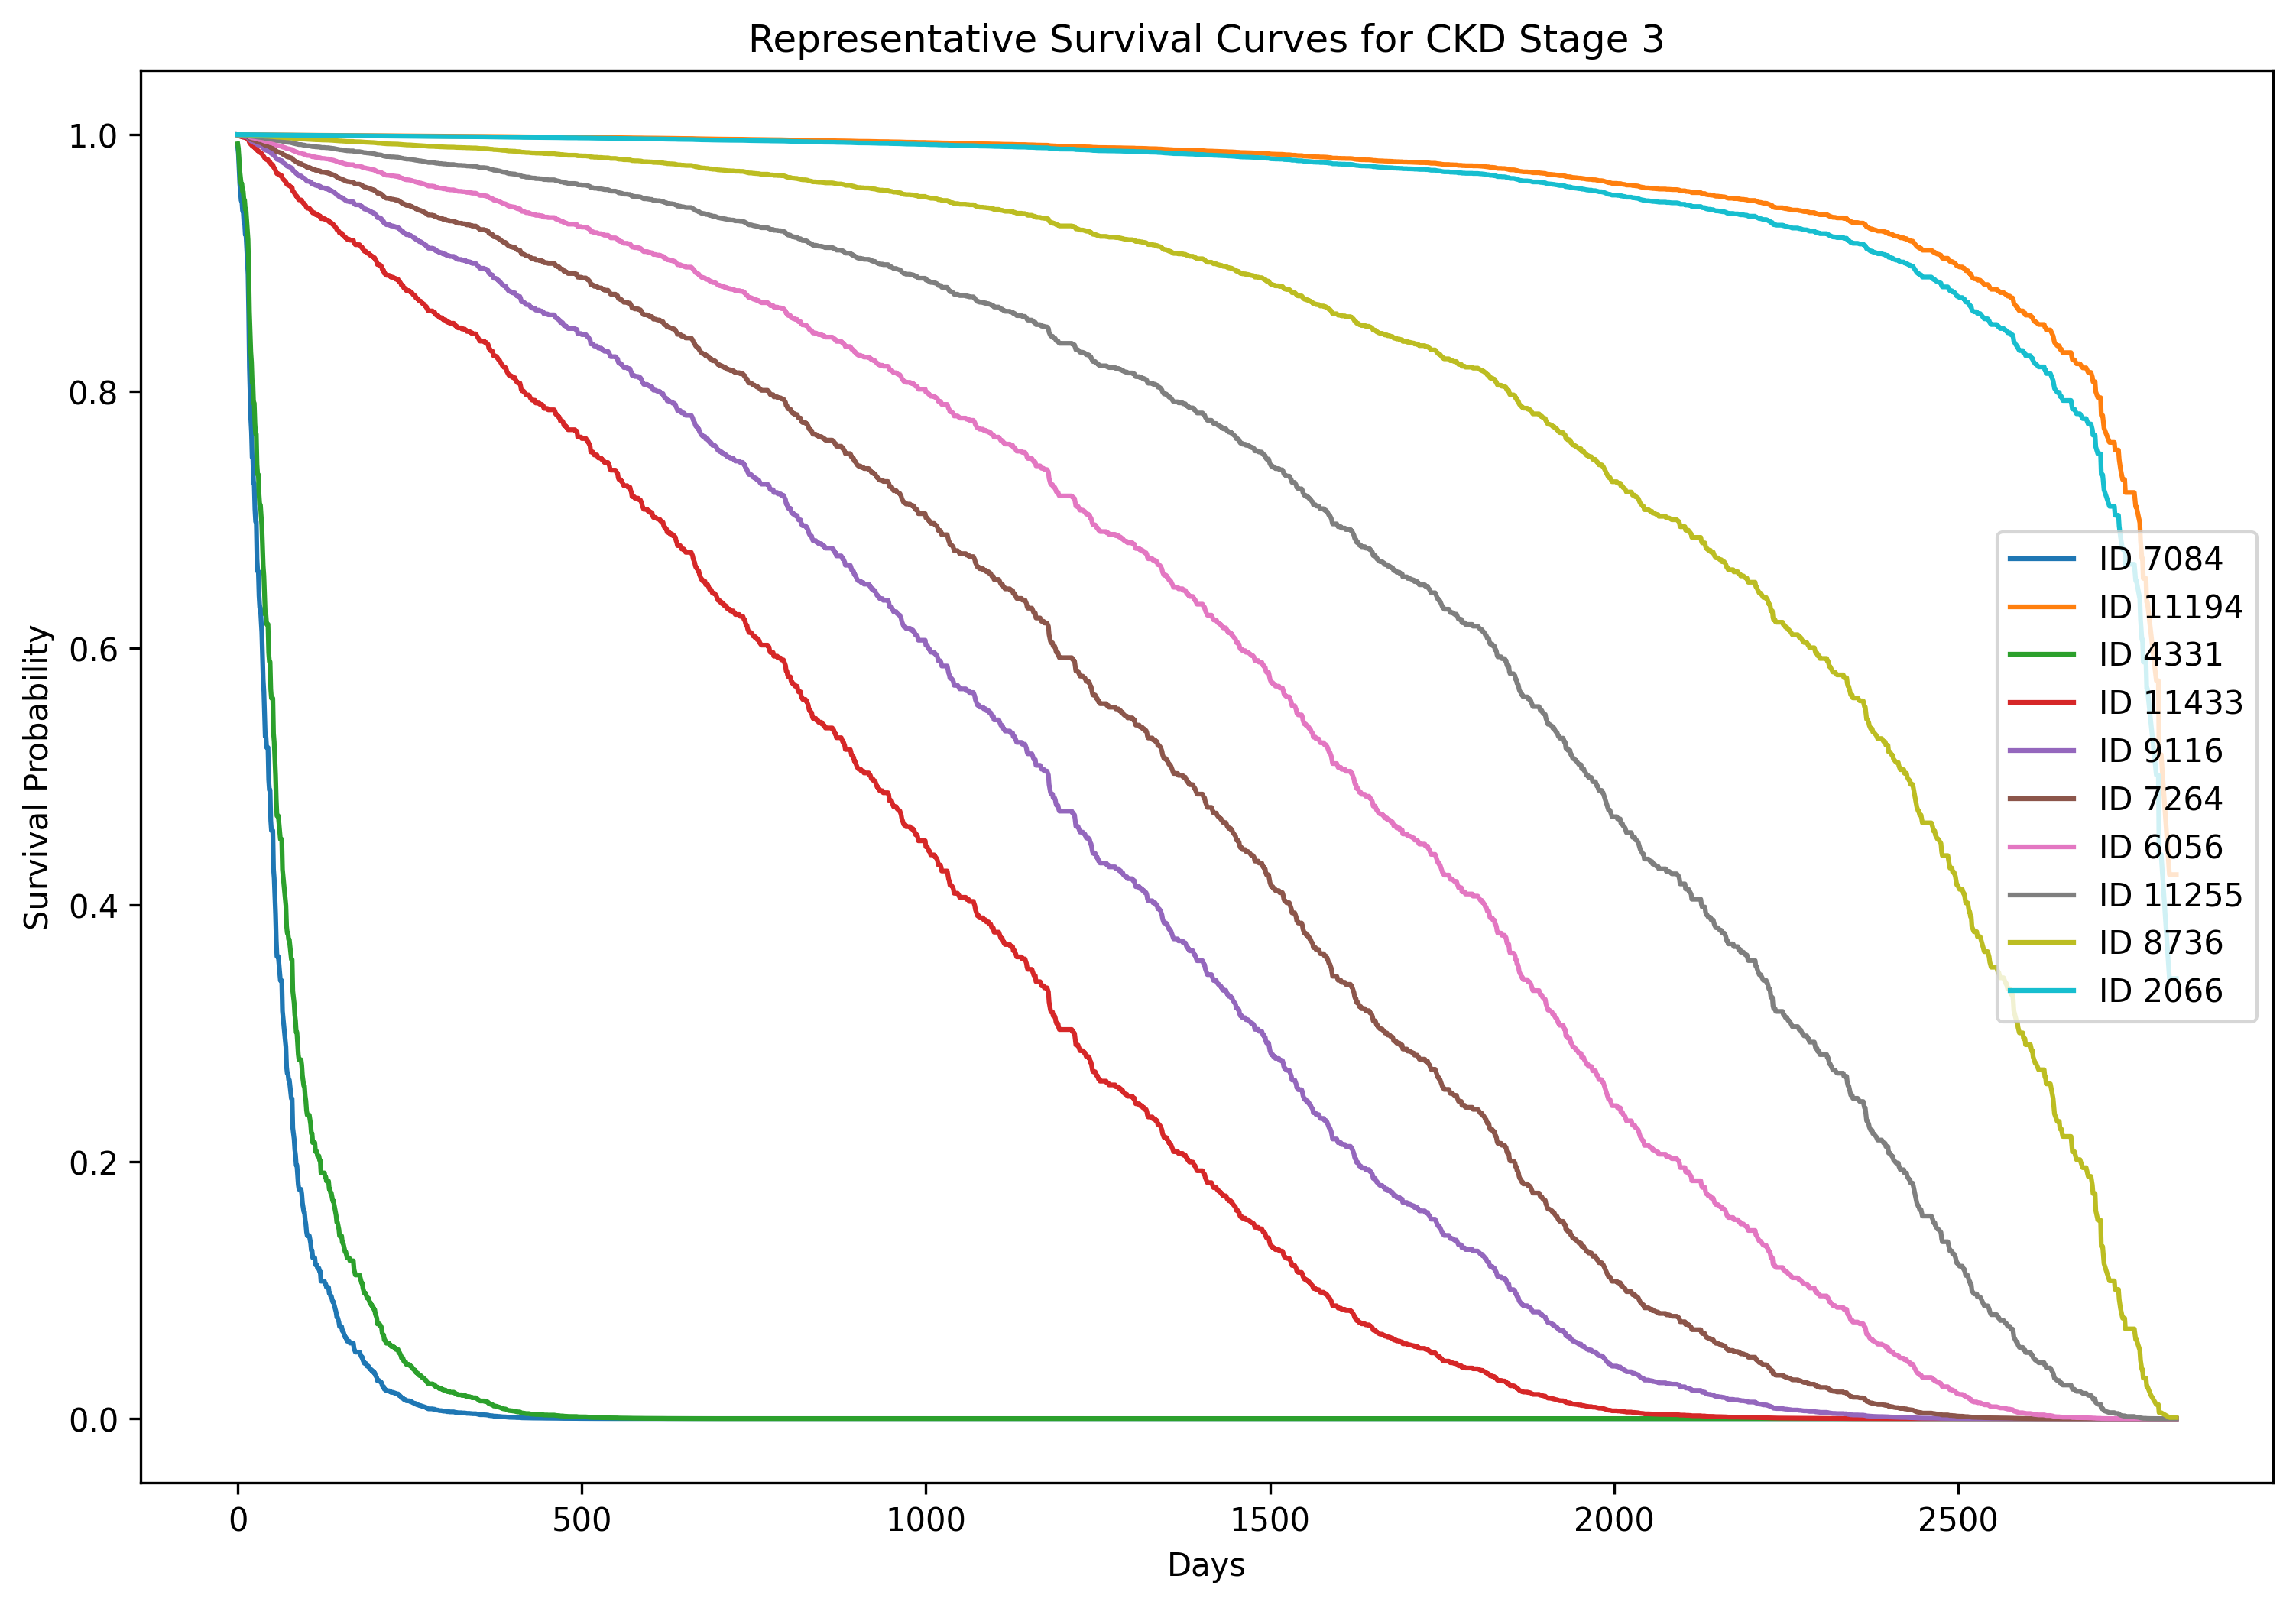 Representative Survival Curves for CKD Stage 3
Survival Probability
1.0
0.8
0.6
0.4
0.2
0.0
ID 7084
ID 11194
ID 4331
ID 11433
ID 9116
ID 7264
ID 6056
ID 11255
ID 8736
ID 2066
0 500 1000 1500 2000 2500
Days